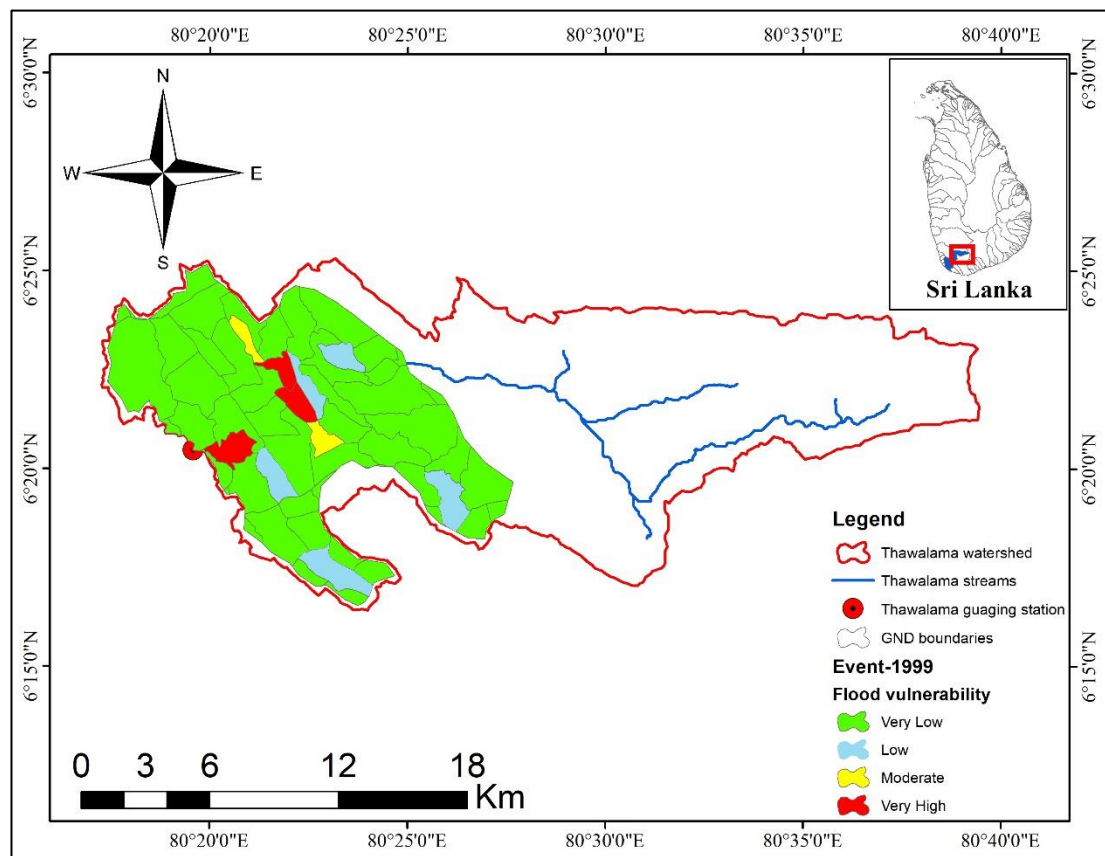 80°20'0"E 80°25'0"E 80°30'0"E 80°35'0"E 80°40'0"E
6°30'0"N 6°30'0"N
N
W E
S
Sri Lanka
6°25'0"N 6°25'0"N
6°20'0"N 6°20'0"N
Legend
Thawalama watershed
Thawalama streams
Thawalama guaging station
GND boundaries
6°15'0"N 6°15'0"N
Event-1999
Flood vulnerability
Very Low
Low
Moderate
Very High
0 3 6 12 18
Km
80°20'0"E 80°25'0"E 80°30'0"E 80°35'0"E 80°40'0"E